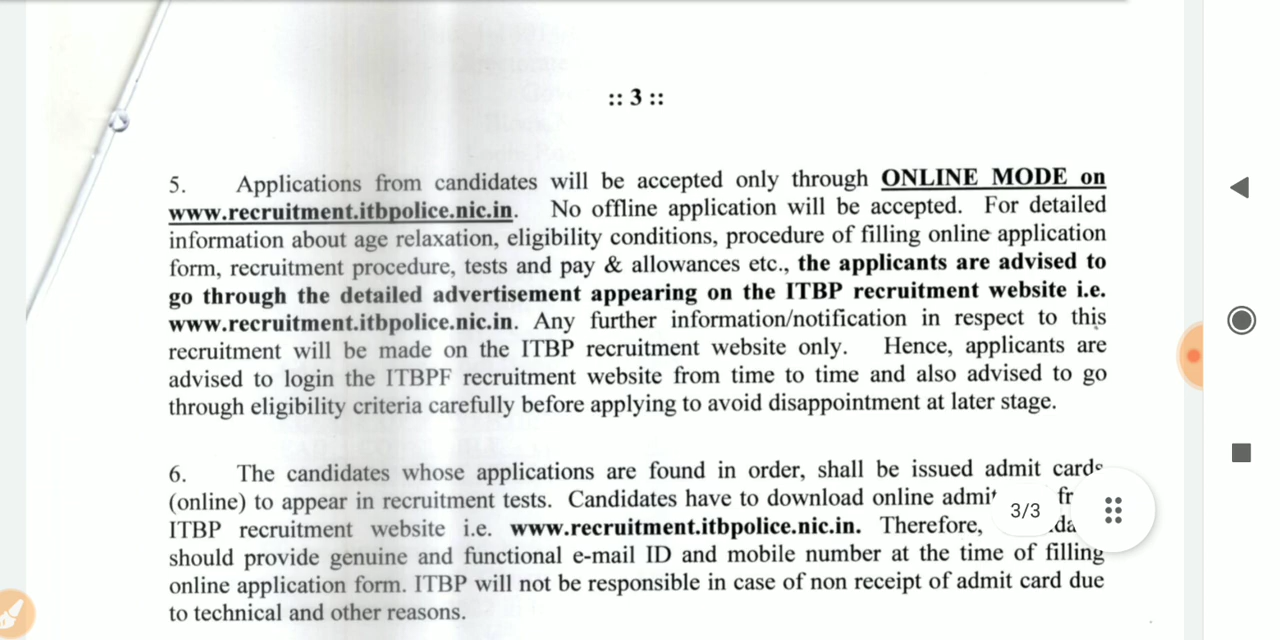 :: 3 ::
5. Applications from candidates will be accepted only through ONLINE MODE on
www.recruitment.itbpolice.nic.in. No offline application will be accepted. For detailed
information about age relaxation, eligibility conditions, procedure of filling online application
form, recruitment procedure, tests and pay & allowances etc., the applicants are advised to
go through the detailed advertisement appearing on the ITBP recruitment website i.e.
www.recruitment.itbpolice.nic.in. Any further information/notification in respect to this
recruitment will be made on the ITBP recruitment website only. Hence, applicants are
advised to login the ITBPF recruitment website from time to time and also advised to go
through eligibility criteria carefully before applying to avoid disappointment at later stage.
6. The candidates whose applications are found in order, shall be issued admit cards
(online) to appear in recruitment tests. Candidates have to download online admit
3/3
ITBP recruitment website i.e. www.recruitment.itbpolice.nic.in. Therefore,
should provide genuine and functional e-mail ID and mobile number at the time of filling
online application form. ITBP will not be responsible in case of non receipt of admit card due
to technical and other reasons.